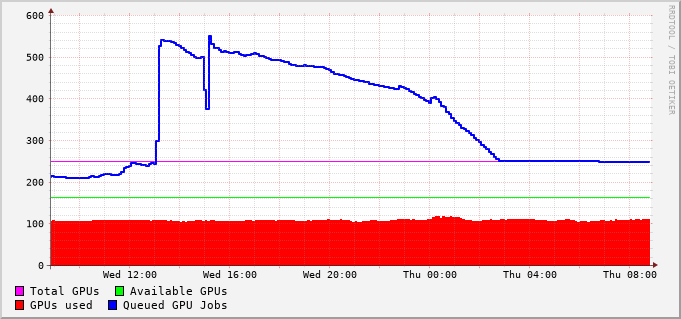 600
500
400
300
200
100
0
Wed 12:00 Wed 16:00 Wed 20:00 Thu 00:00 Thu 04:00 Thu 08:00
Total GPUs Available GPUs
GPUs used Queued GPU Jobs
RRDTOOL / TOBI OETIKER